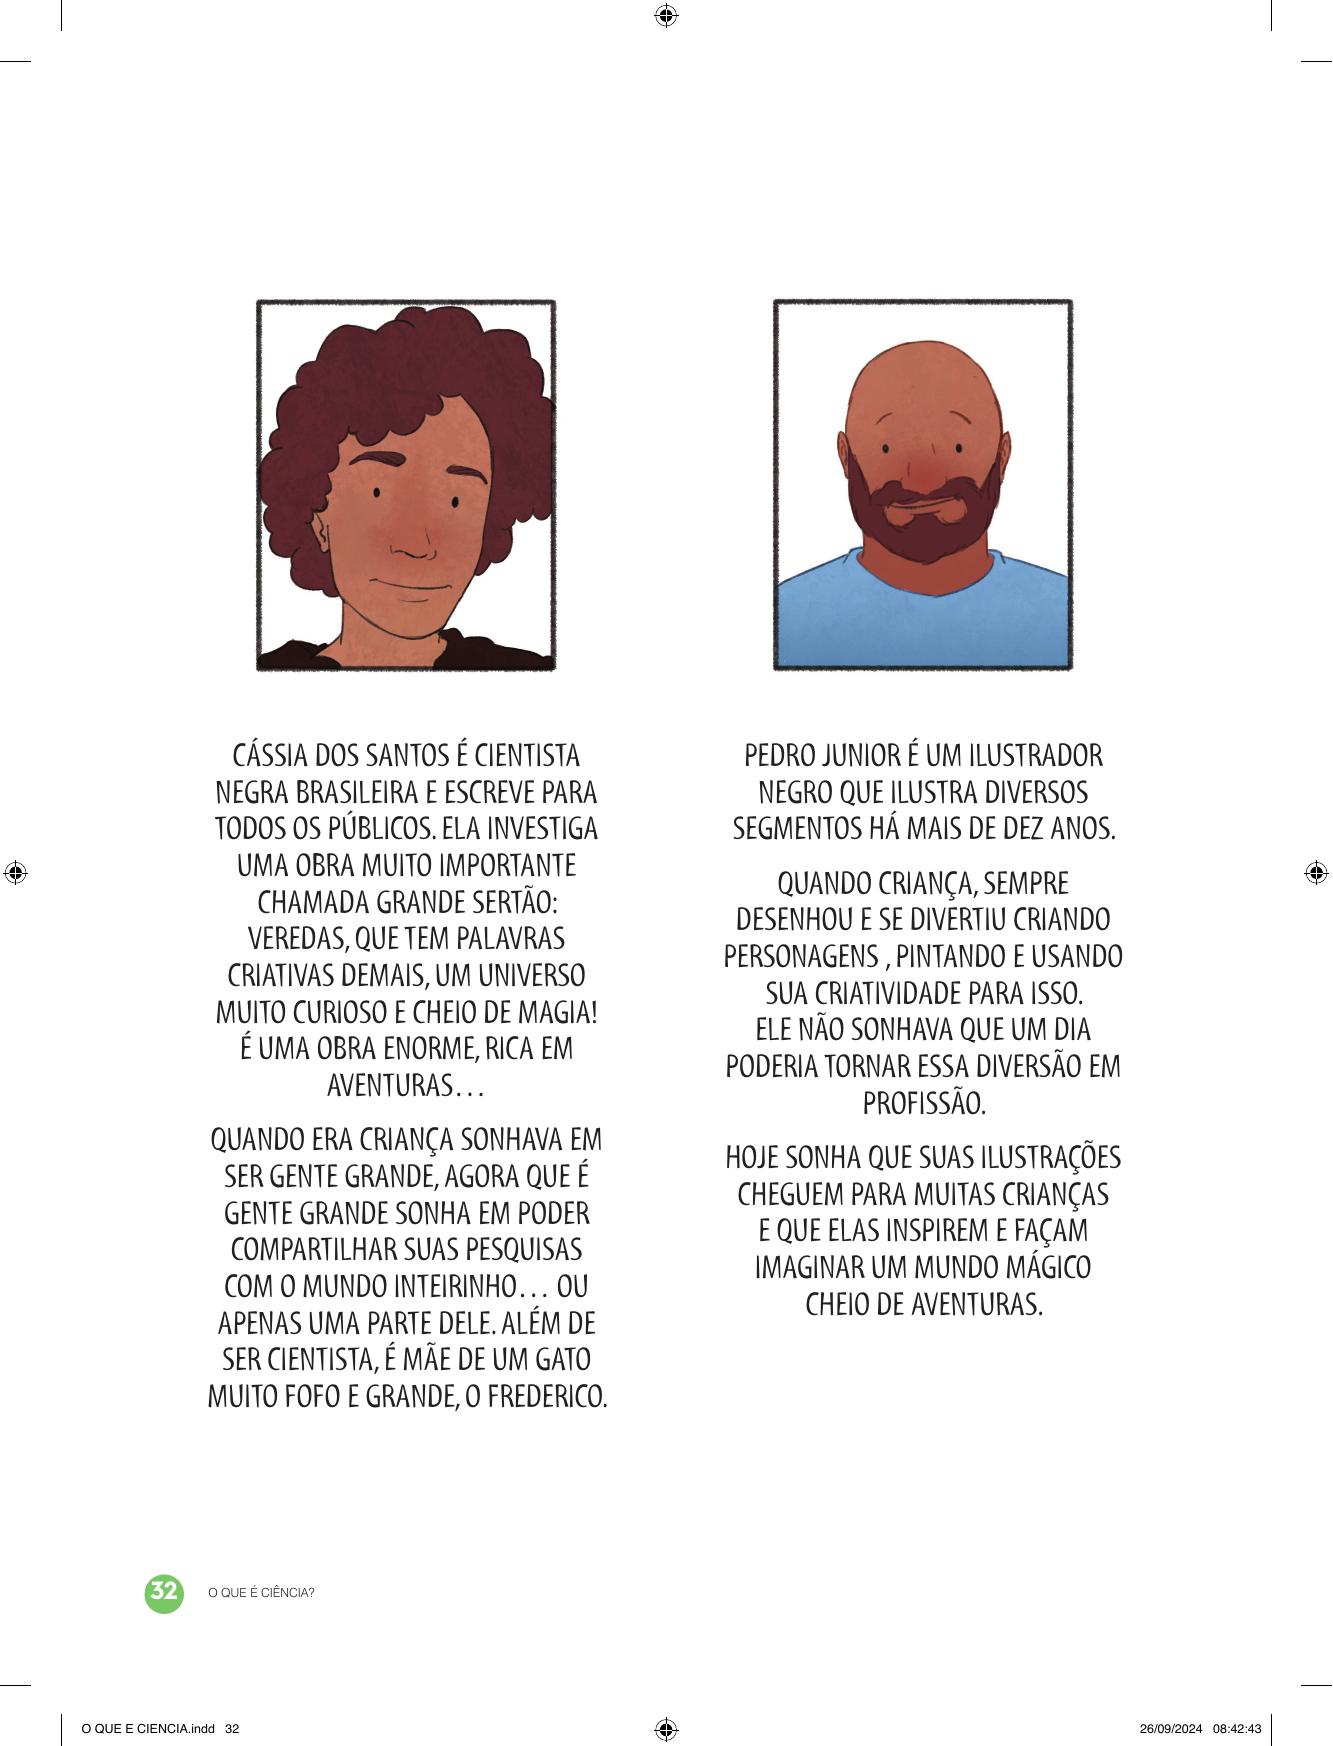 CÁSSIA DOS SANTOS É CIENTISTA
NEGRA BRASILEIRA E ESCREVE PARA
TODOS OS PÚBLICOS. ELA INVESTIGA
UMA OBRA MUITO IMPORTANTE
CHAMADA GRANDE SERTÃO:
VEREDAS, QUE TEM PALAVRAS
CRIATIVAS DEMAIS, UM UNIVERSO
MUITO CURIOSO E CHEIO DE MAGIA!
É UMA OBRA ENORME, RICA EM
AVENTURAS...
QUANDO ERA CRIANÇA SONHAVA EM
SER GENTE GRANDE, AGORA QUE É
GENTE GRANDE SONHA EM PODER
COMPARTILHAR SUAS PESQUISAS
COM O MUNDO INTEIRINHO... OU
APENAS UMA PARTE DELE. ALÉM DE
SER CIENTISTA, É MÃE DE UM GATO
MUITO FOFO E GRANDE, O FREDERICO.
PEDRO JUNIOR É UM ILUSTRADOR
NEGRO QUE ILUSTRA DIVERSOS
SEGMENTOS HÁ MAIS DE DEZ ANOS.
QUANDO CRIANÇA, SEMPRE
DESENHOU E SE DIVERTIU CRIANDO
PERSONAGENS , PINTANDO E USANDO
SUA CRIATIVIDADE PARA ISSO.
ELE NÃO SONHAVA QUE UM DIA
PODERIA TORNAR ESSA DIVERSÃO EM
PROFISSÃO.
HOJE SONHA QUE SUAS ILUSTRAÇÕES
CHEGUEM PARA MUITAS CRIANÇAS
E QUE ELAS INSPIREM E FAÇAM
IMAGINAR UM MUNDO MÁGICO
CHEIO DE AVENTURAS.
32 O QUE É CIÊNCIA?
O QUE E CIENCIA.indd 32 26/09/2024 08:42:43